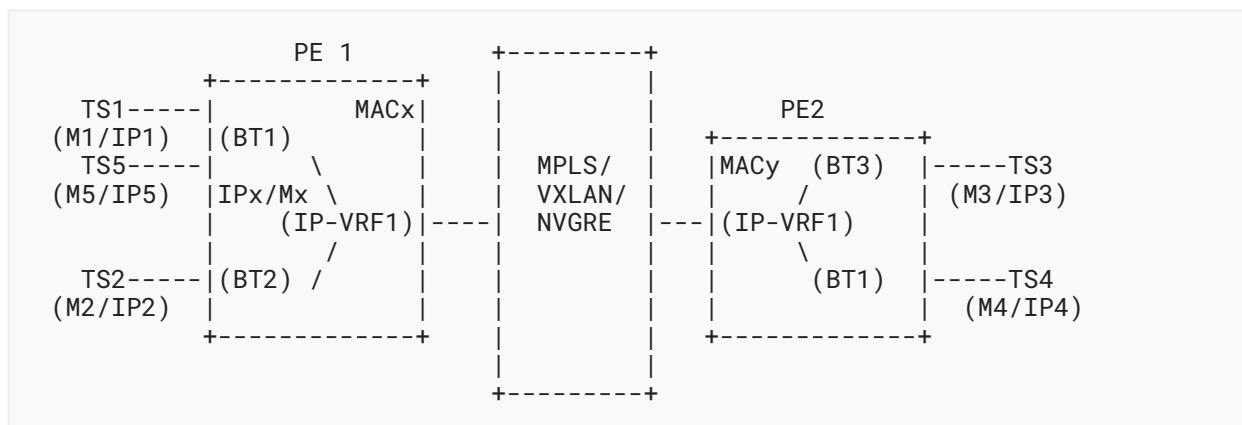 PE 1                +---------+
          +-------------+   |         |
  TS1-----|         MACx|   |         |        PE2
(M1/IP1)  |(BT1)        |   |         |   +-------------+
  TS5-----|      \      |   |  MPLS/  |   |MACy  (BT3)  |-----TS3
(M5/IP5)  |IPx/Mx \     |   |  VXLAN/ |   |     /       |  (M3/IP3)
          |    (IP-VRF1)|----|  NVGRE  |---|(IP-VRF1)    |
          |       /     |   |         |   |     \       |
  TS2-----|(BT2) /      |   |         |   |      (BT1)  |-----TS4
(M2/IP2)  |             |   |         |   |             |  (M4/IP4)
          +-------------+   |         |   +-------------+
                            |         |
                            +---------+